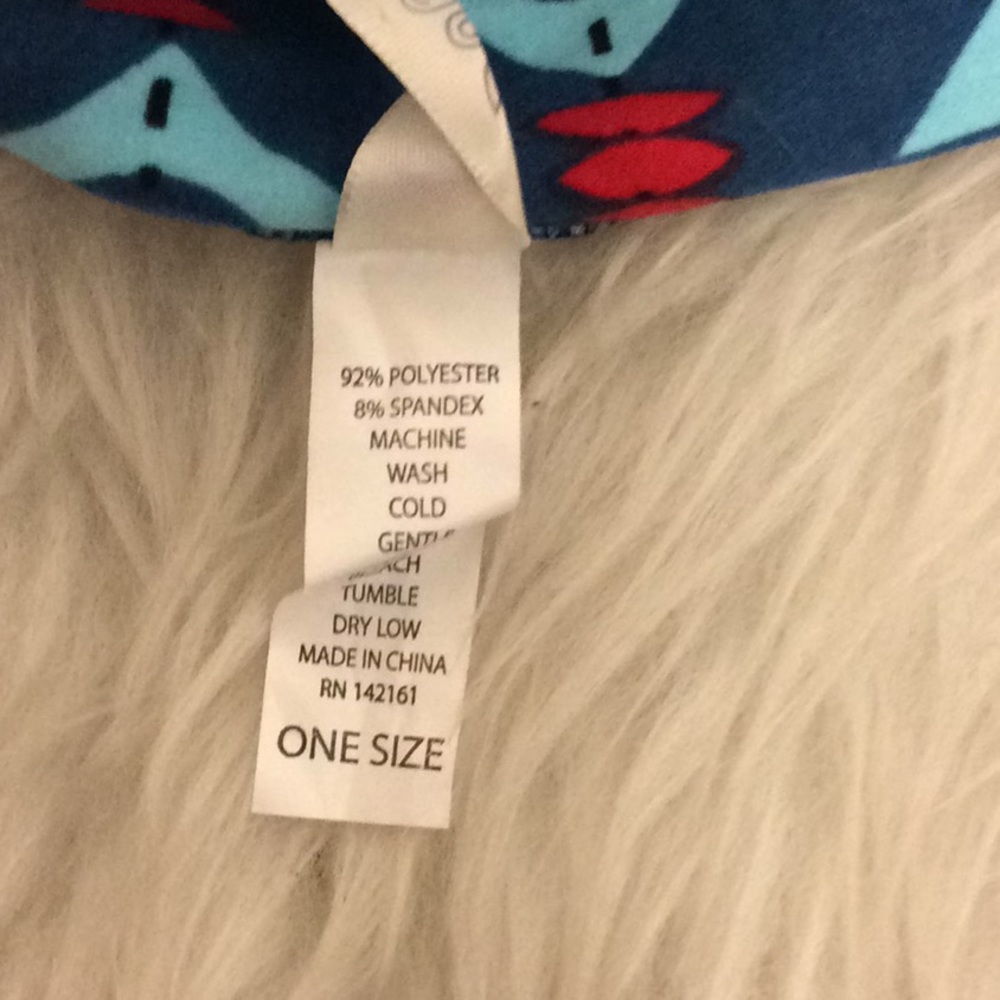 92% POLYESTER
8% SPANDEX
MACHINE
WASH
COLD
GENTLE
TUMBLE
DRY LOW
MADE IN CHINA
RN 142161
ONE SIZE